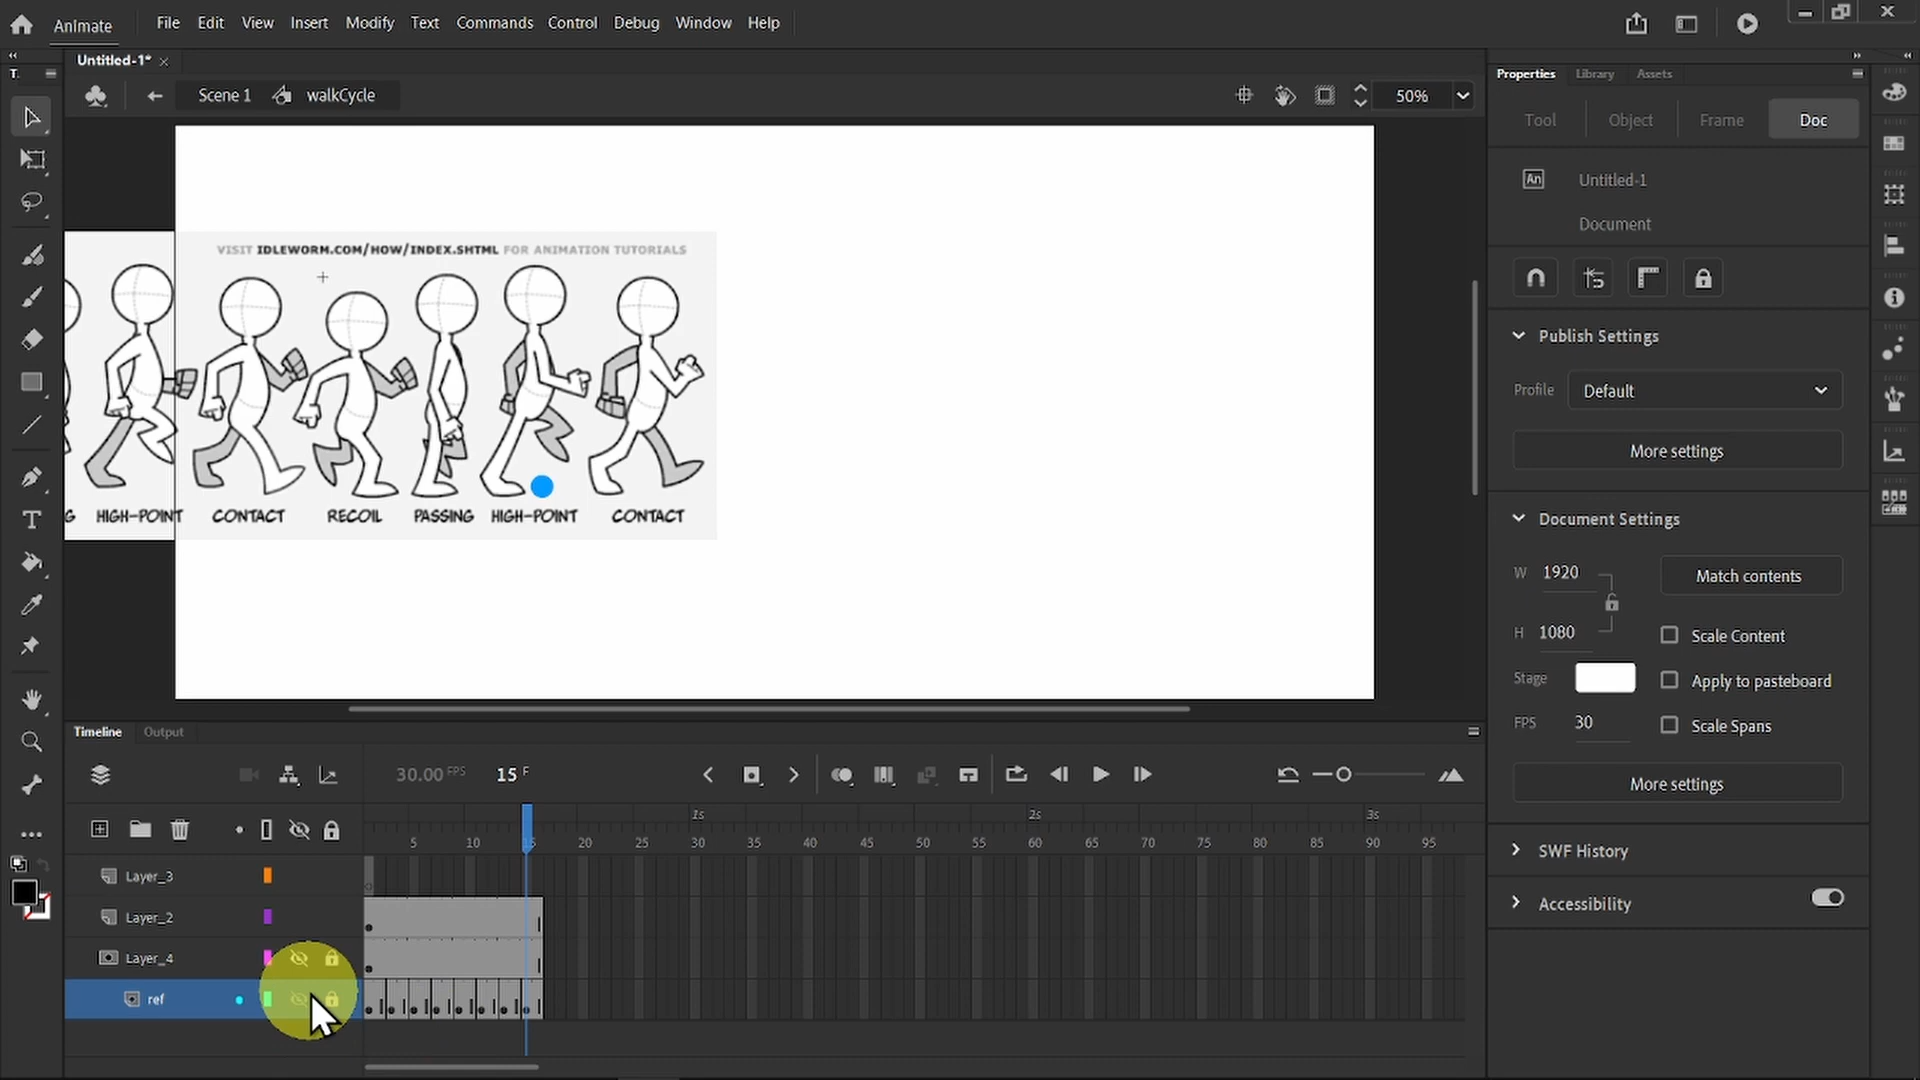 Animate
File Edit View Insert Modify Text Commands Control Debug Window Help
Untitled-1*
T.
Scene 1 walkCycle
50%
VISIT IDLEWORM.COM/HOW/INDEX.SHTML FOR ANIMATION TUTORIALS
G HIGH-POINT CONTACT RECOIL PASSING HIGH-POINT CONTACT
Properties Library Assets
Tool Object Frame Doc
An Untitled-1
Document
Publish Settings
Profile Default
More settings
Document Settings
W 1920 Match contents
H 1080 Scale Content
Stage Apply to pasteboard
FPS 30 Scale Spans
More settings
SWF History
Accessibility
Timeline Output
30.00 FPS 15 F
1s 2s 3s
5 10 15 20 25 30 35 40 45 50 55 60 65 70 75 80 85 90 95
Layer_3
Layer_2
Layer_4
ref